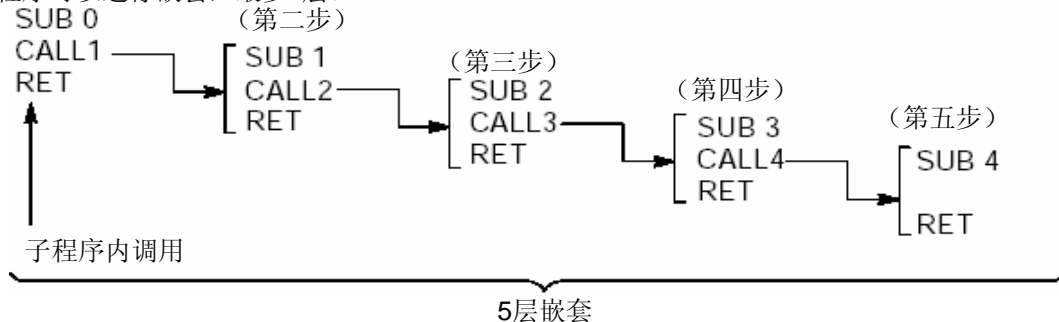 SUB 0
CALL1
RET
(第二步)
SUB 1
CALL2
RET
(第三步)
SUB 2
CALL3
RET
(第四步)
SUB 3
CALL4
RET
(第五步)
SUB 4
RET
子程序内调用
5层嵌套